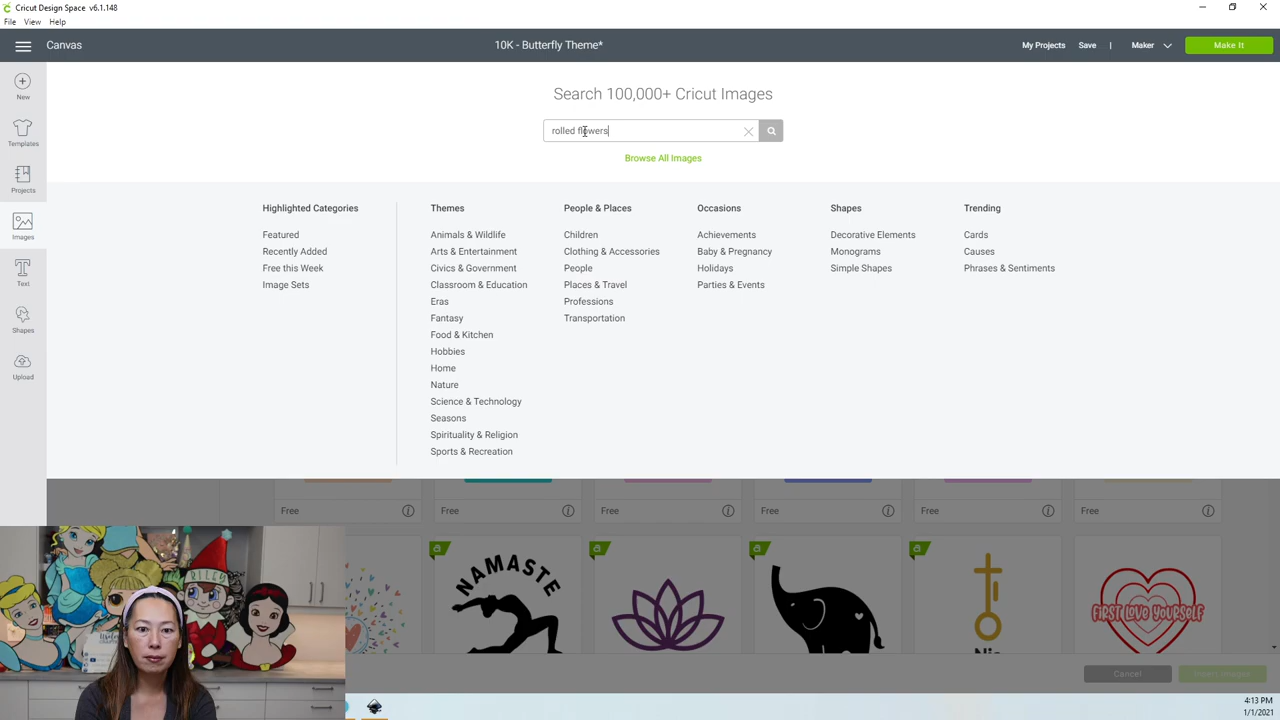 Cricut Design Space v6.1.148
File View Help
Canvas
10K - Butterfly Theme*
My Projects Save | Maker Make It
New
Templates
Projects
Images
Text
Shapes
Upload
Search 100,000+ Cricut Images
rolled flowers
Browse All Images
Highlighted Categories
Featured
Recently Added
Free this Week
Image Sets
Themes
Animals & Wildlife
Arts & Entertainment
Civics & Government
Classroom & Education
Eras
Fantasy
Food & Kitchen
Hobbies
Home
Nature
Science & Technology
Seasons
Spirituality & Religion
Sports & Recreation
People & Places
Children
Clothing & Accessories
People
Places & Travel
Professions
Transportation
Occasions
Achievements
Baby & Pregnancy
Holidays
Parties & Events
Shapes
Decorative Elements
Monograms
Simple Shapes
Trending
Cards
Causes
Phrases & Sentiments
Free Free Free Free Free Free
NAMASTE
FIRST LOVE YOURSELF
RILEY
Cancel Insert Images
4:13 PM
1/1/2021